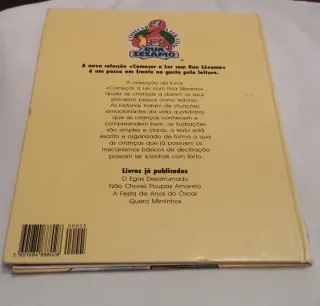 RUA SÉSAMO
A nova colecção «Começar a Ler com Rua Sésamo»
é um passo em frente no gosto pela leitura.
A colecção de livros
«Começar a Ler com Rua Sésamo»
ajuda as crianças a darem os seus
primeiros passos como leitores.
As histórias tratam de situações
emocionantes da vida quotidiana
que as crianças conhecem e
compreendem bem, as ilustrações
são simples e claras, o texto está
escrito e organizado de forma a que
as crianças que já possuem os
mecanismos básicos de decifração
possam ler sozinhas com êxito.
Livros já publicados
O Egas Desarrumado
Não Chores Poupas Amarelo
A Festa de Anos do Óscar
Quero Miminhos
00005
5601684888028